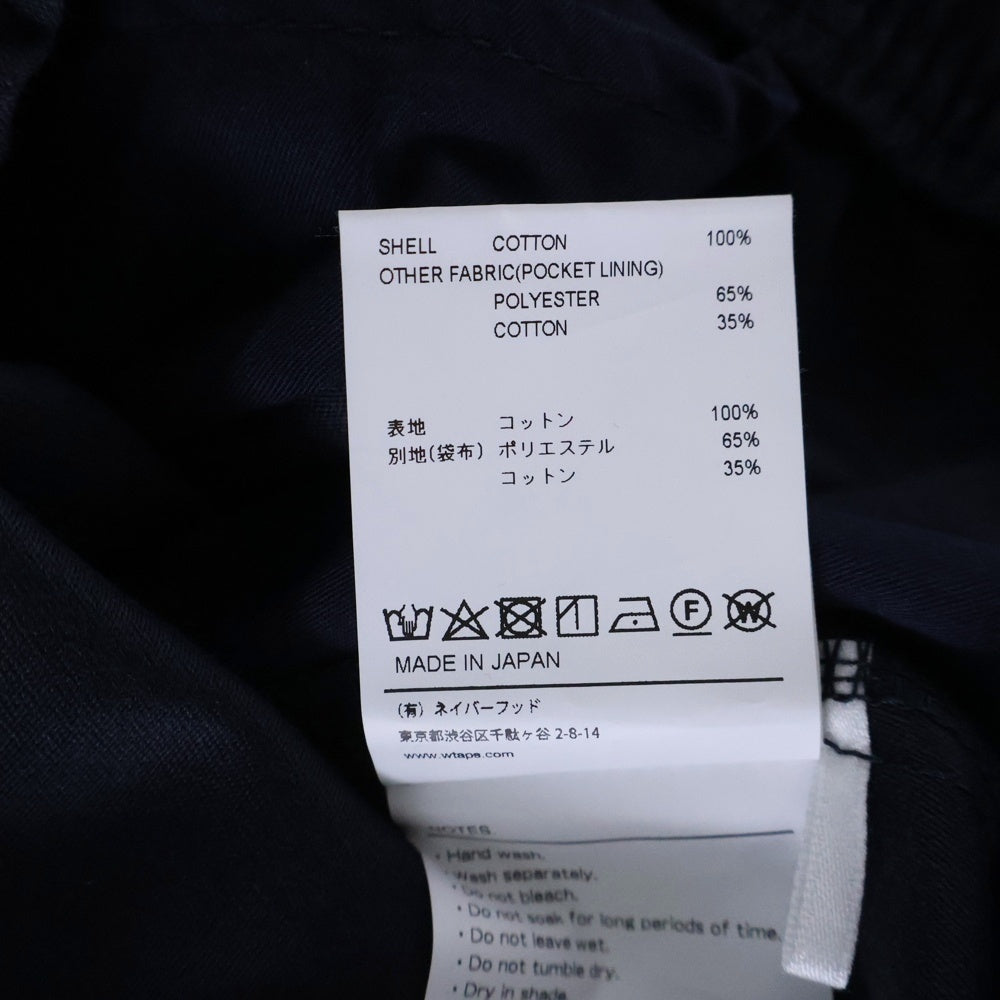 SHELL COTTON 100%
OTHER FABRIC(POCKET LINING)
POLYESTER 65%
COTTON 35%
表地 コットン 100%
別地(袋布) ポリエステル 65%
コットン 35%
F W
MADE IN JAPAN
(有) ネイバーフッド
東京都渋谷区千駄ヶ谷 2-8-14
www.wtaps.com
NOTES.
・Hand wash.
・Wash separately.
・Do not bleach.
・Do not soak for long periods of time.
・Do not leave wet.
・Do not tumble dry.
・Dry in shade.